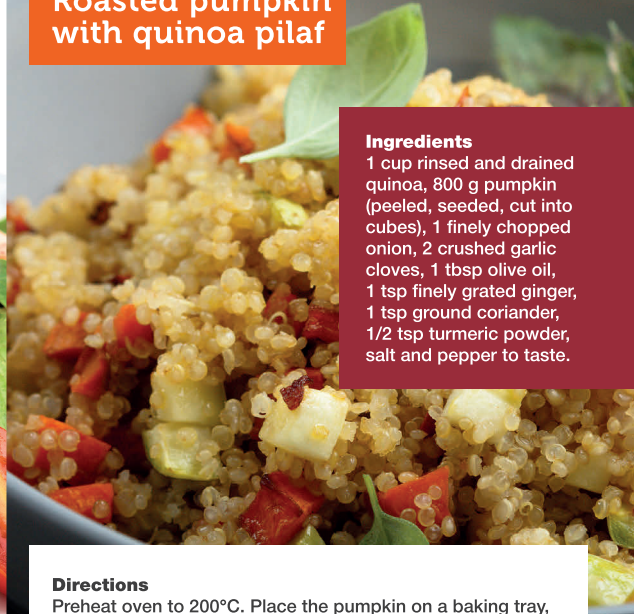 Roasted pumpkin
with quinoa pilaf
Ingredients
1 cup rinsed and drained
quinoa, 800 g pumpkin
(peeled, seeded, cut into
cubes), 1 finely chopped
onion, 2 crushed garlic
cloves, 1 tbsp olive oil,
1 tsp finely grated ginger,
1 tsp ground coriander,
1/2 tsp turmeric powder,
salt and pepper to taste.
Directions
Preheat oven to 200°C. Place the pumpkin on a baking tray,